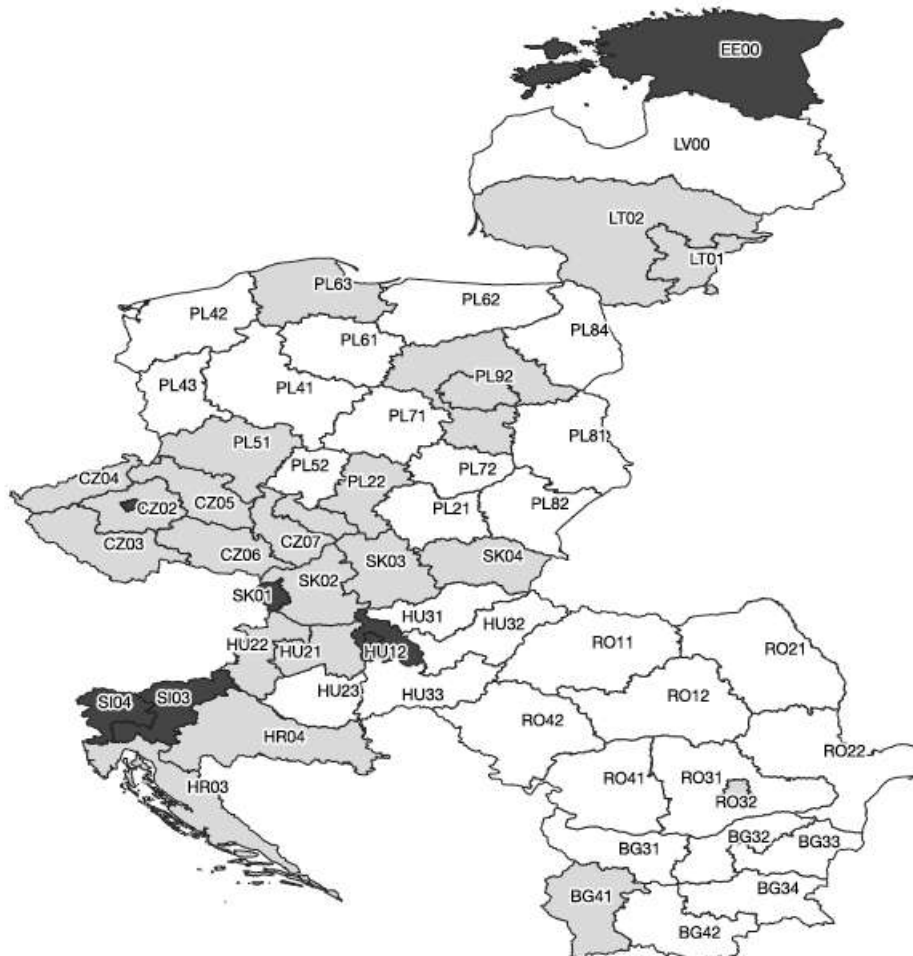 EE00
LV00
LT02
LT01
PL63
PL62
PL42
PL84
PL61
PL92
PL43
PL41
PL71
PL81
PL51
PL52
PL72
CZ04
PL22
CZ05
CZ02
PL21
PL82
CZ03
CZ06
CZ07
SK03
SK04
SK02
SK01
HU31
HU32
HU22
HU21
HU12
RO11
RO21
HU23
HU33
RO12
SI04
SI03
RO42
HR04
RO22
RO41
RO31
HR03
RO32
BG32
BG33
BG31
BG34
BG41
BG42